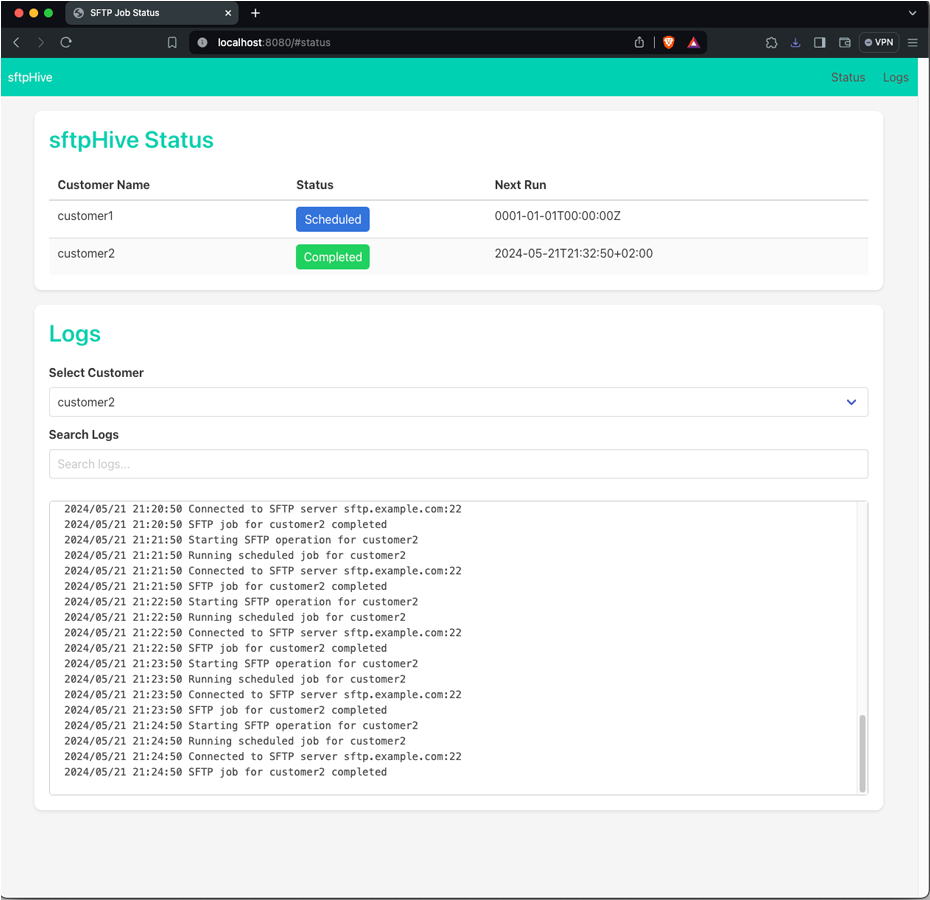 SFTP Job Status
localhost:8080/#status
VPN
sftpHive
Status Logs
sftpHive Status
Customer Name Status Next Run
customer1 Scheduled 0001-01-01T00:00:00Z
customer2 Completed 2024-05-21T21:32:50+02:00
Logs
Select Customer
customer2
Search Logs
Search logs...
2024/05/21 21:20:50 Connected to SFTP server sftp.example.com:22
2024/05/21 21:20:50 SFTP job for customer2 completed
2024/05/21 21:21:50 Starting SFTP operation for customer2
2024/05/21 21:21:50 Running scheduled job for customer2
2024/05/21 21:21:50 Connected to SFTP server sftp.example.com:22
2024/05/21 21:21:50 SFTP job for customer2 completed
2024/05/21 21:22:50 Starting SFTP operation for customer2
2024/05/21 21:22:50 Running scheduled job for customer2
2024/05/21 21:22:50 Connected to SFTP server sftp.example.com:22
2024/05/21 21:22:50 SFTP job for customer2 completed
2024/05/21 21:23:50 Starting SFTP operation for customer2
2024/05/21 21:23:50 Running scheduled job for customer2
2024/05/21 21:23:50 Connected to SFTP server sftp.example.com:22
2024/05/21 21:23:50 SFTP job for customer2 completed
2024/05/21 21:24:50 Starting SFTP operation for customer2
2024/05/21 21:24:50 Running scheduled job for customer2
2024/05/21 21:24:50 Connected to SFTP server sftp.example.com:22
2024/05/21 21:24:50 SFTP job for customer2 completed